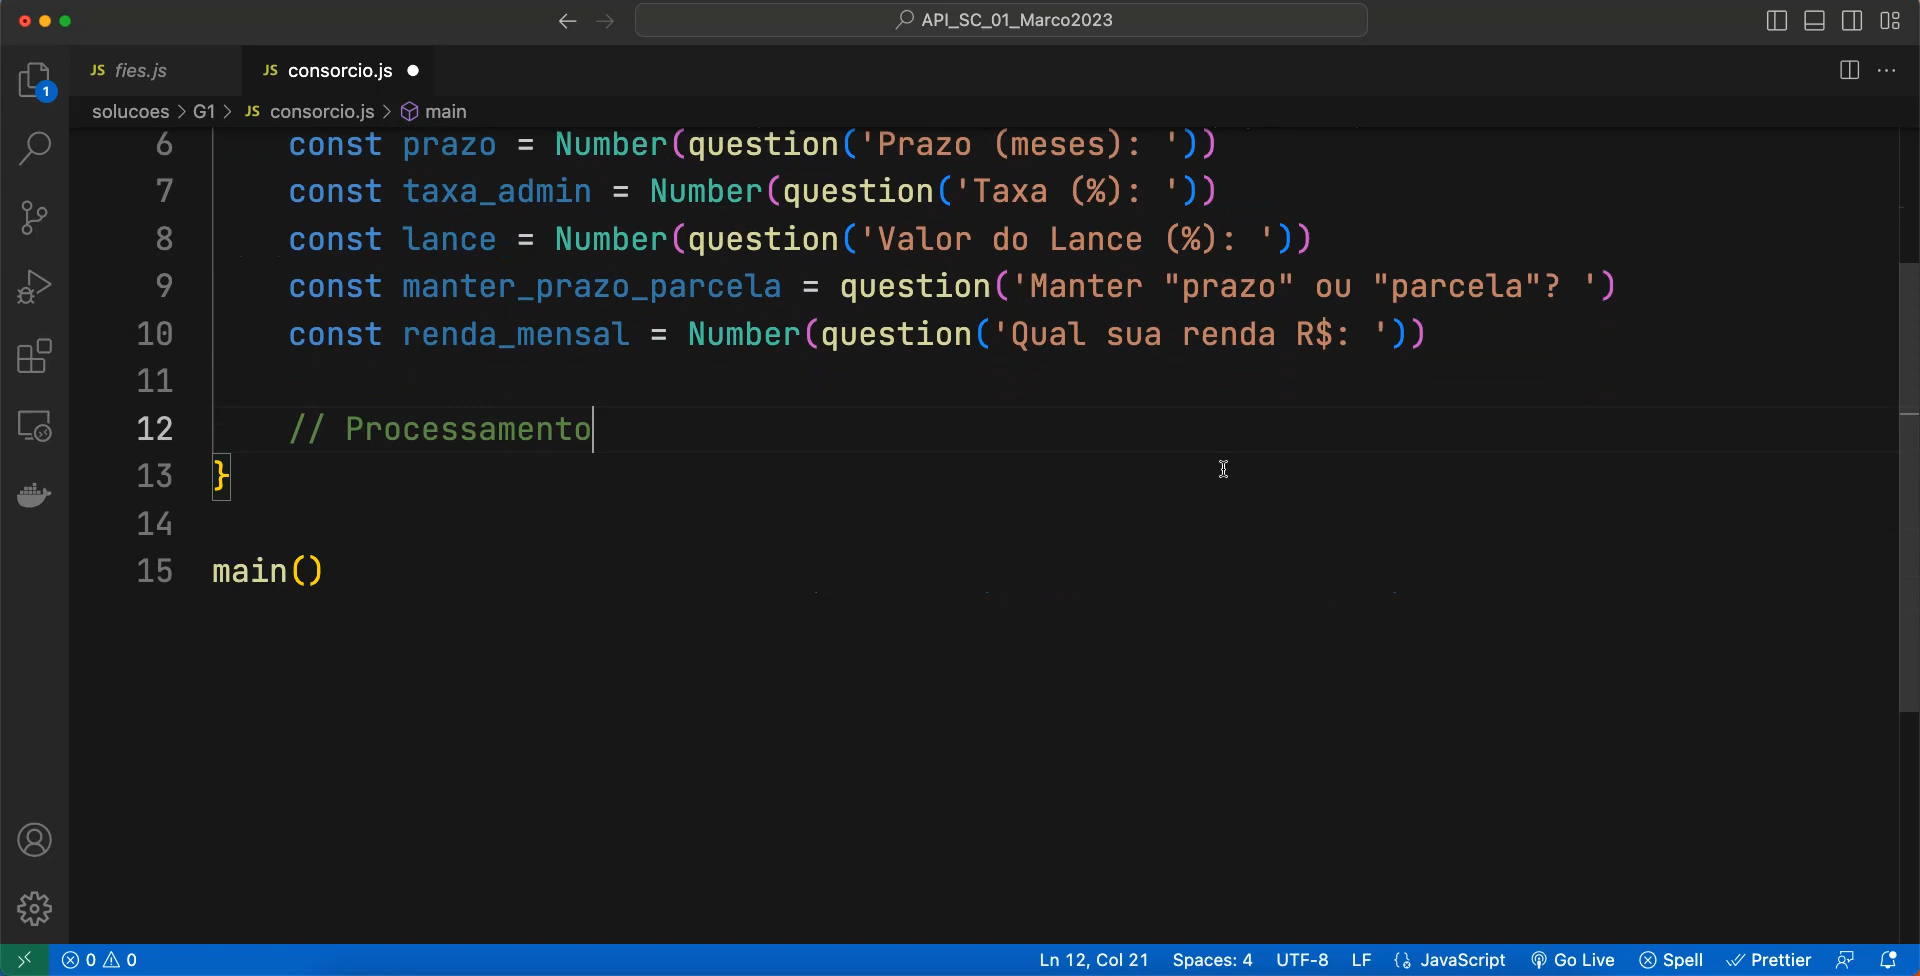 API_SC_01_Marco2023
JS fies.js
JS consorcio.js
1
solucoes > G1 > JS consorcio.js > main
6 const prazo = Number(question('Prazo (meses): '))
7 const taxa_admin = Number(question('Taxa (%): '))
8 const lance = Number(question('Valor do Lance (%): '))
9 const manter_prazo_parcela = question('Manter "prazo" ou "parcela"? ')
10 const renda_mensal = Number(question('Qual sua renda R$: '))
11
12 // Processamento
13 }
14
15 main()
0 0 Ln 12, Col 21 Spaces: 4 UTF-8 LF JavaScript Go Live Spell Prettier